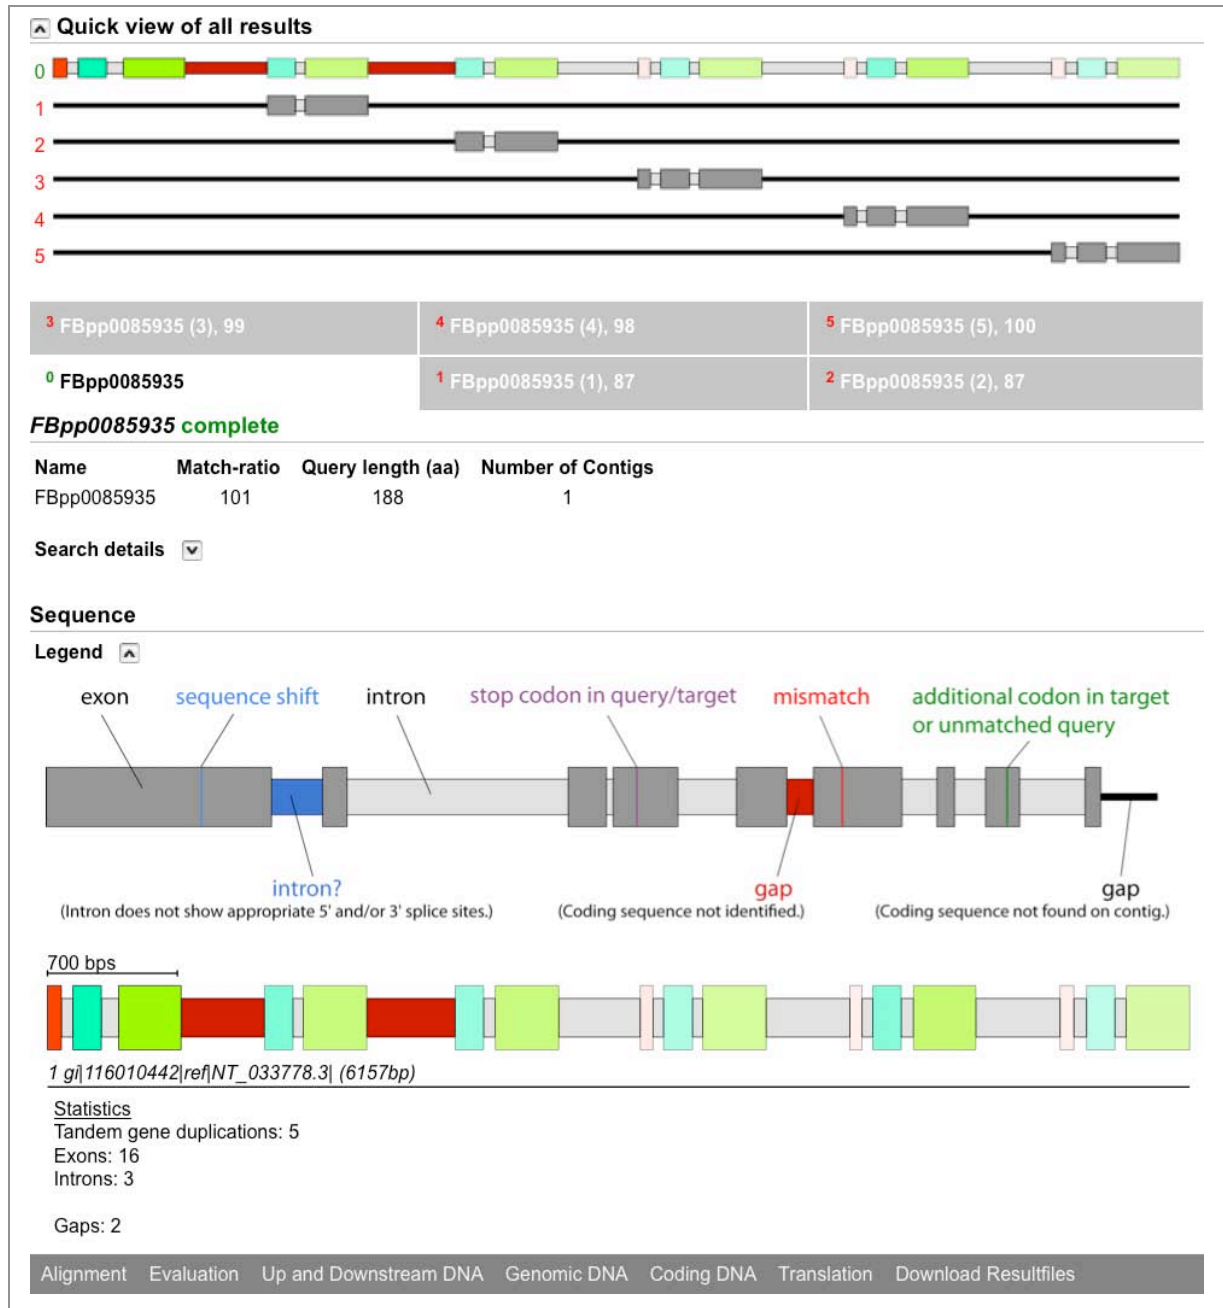 Quick view of all results
0
1
2
3
4
5
3 FBpp0085935 (3), 99 4 FBpp0085935 (4), 98 5 FBpp0085935 (5), 100
0 FBpp0085935 1 FBpp0085935 (1), 87 2 FBpp0085935 (2), 87
FBpp0085935 complete
Name Match-ratio Query length (aa) Number of Contigs
FBpp0085935 101 188 1
Search details
Sequence
Legend
exon sequence shift intron stop codon in query/target mismatch additional codon in target
or unmatched query
intron? gap gap
(Intron does not show appropriate 5' and/or 3' splice sites.) (Coding sequence not identified.) (Coding sequence not found on contig.)
700 bps
1 gi|116010442|ref|NT_033778.3| (6157bp)
Statistics
Tandem gene duplications: 5
Exons: 16
Introns: 3
Gaps: 2
Alignment Evaluation Up and Downstream DNA Genomic DNA Coding DNA Translation Download Resultfiles